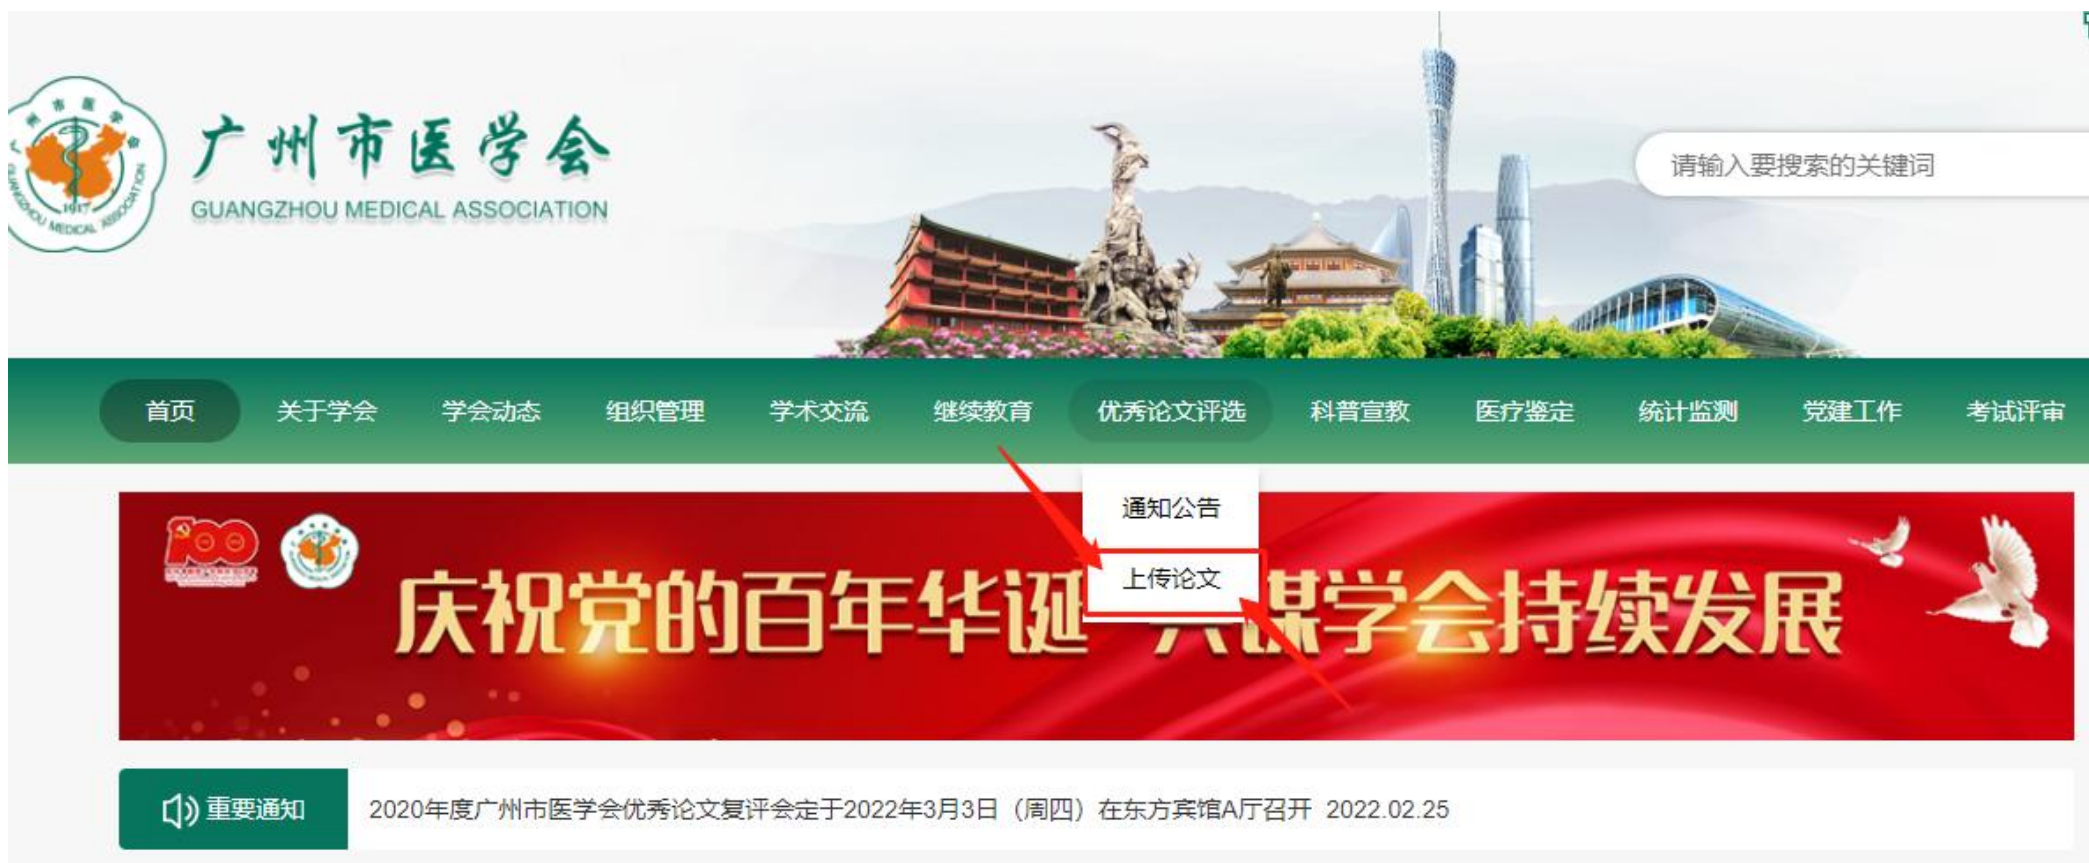 广州市医学会
GUANGZHOU MEDICAL ASSOCIATION
1917
请输入要搜索的关键词
首页 关于学会 学会动态 组织管理 学术交流 继续教育 优秀论文评选 科普宣教 医疗鉴定 统计监测 党建工作 考试评审
通知公告
上传论文
100
庆祝党的百年华诞 共谋学会持续发展
重要通知 2020年度广州市医学会优秀论文复评会定于2022年3月3日（周四）在东方宾馆A厅召开 2022.02.25